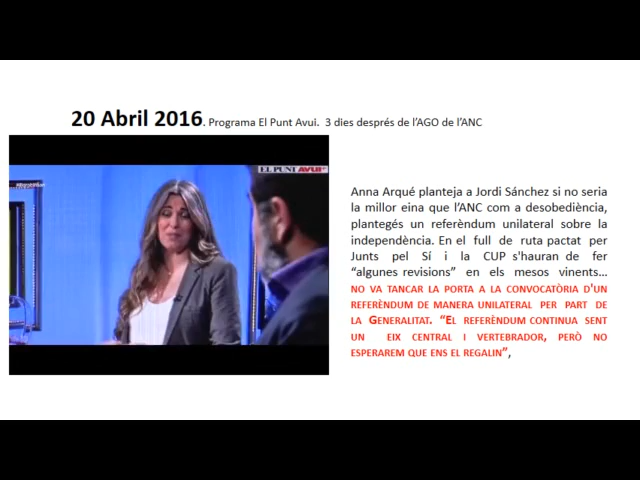 20 Abril 2016. Programa El Punt Avui. 3 dies després de l'AGO de l'ANC
EL PUNT AVUI+
Anna Arqué planteja a Jordi Sánchez si no seria
la millor eina que l'ANC com a desobediència,
plantegés un referèndum unilateral sobre la
independència. En el full de ruta pactat per
Junts pel Sí i la CUP s'hauran de fer
“algunes revisions” en els mesos vinents...
NO VA TANCAR LA PORTA A LA CONVOCATÒRIA D'UN
REFERÈNDUM DE MANERA UNILATERAL PER PART DE
LA GENERALITAT. “EL REFERÈNDUM CONTINUA SENT
UN EIX CENTRAL I VERTEBRADOR, PERÒ NO
ESPERAREM QUE ENS EL REGALIN”,